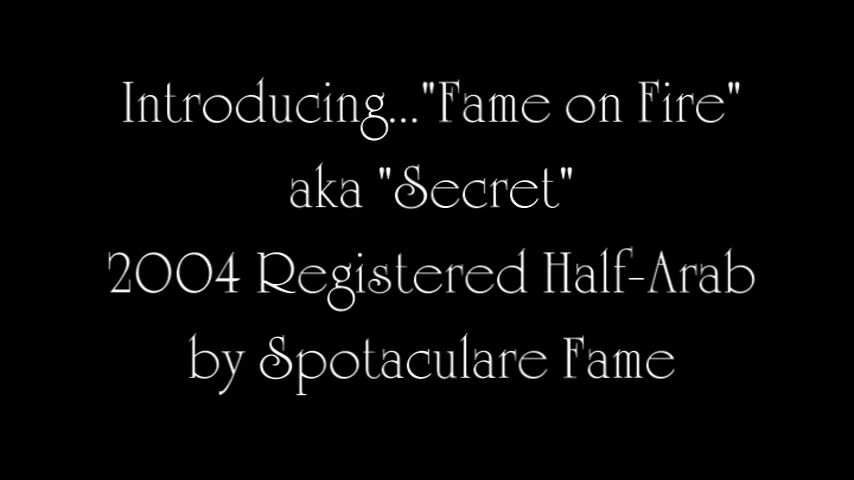 Introducing..."Fame on Fire"
aka "Secret"
2004 Registered Half-Arab
by Spotaculare Fame